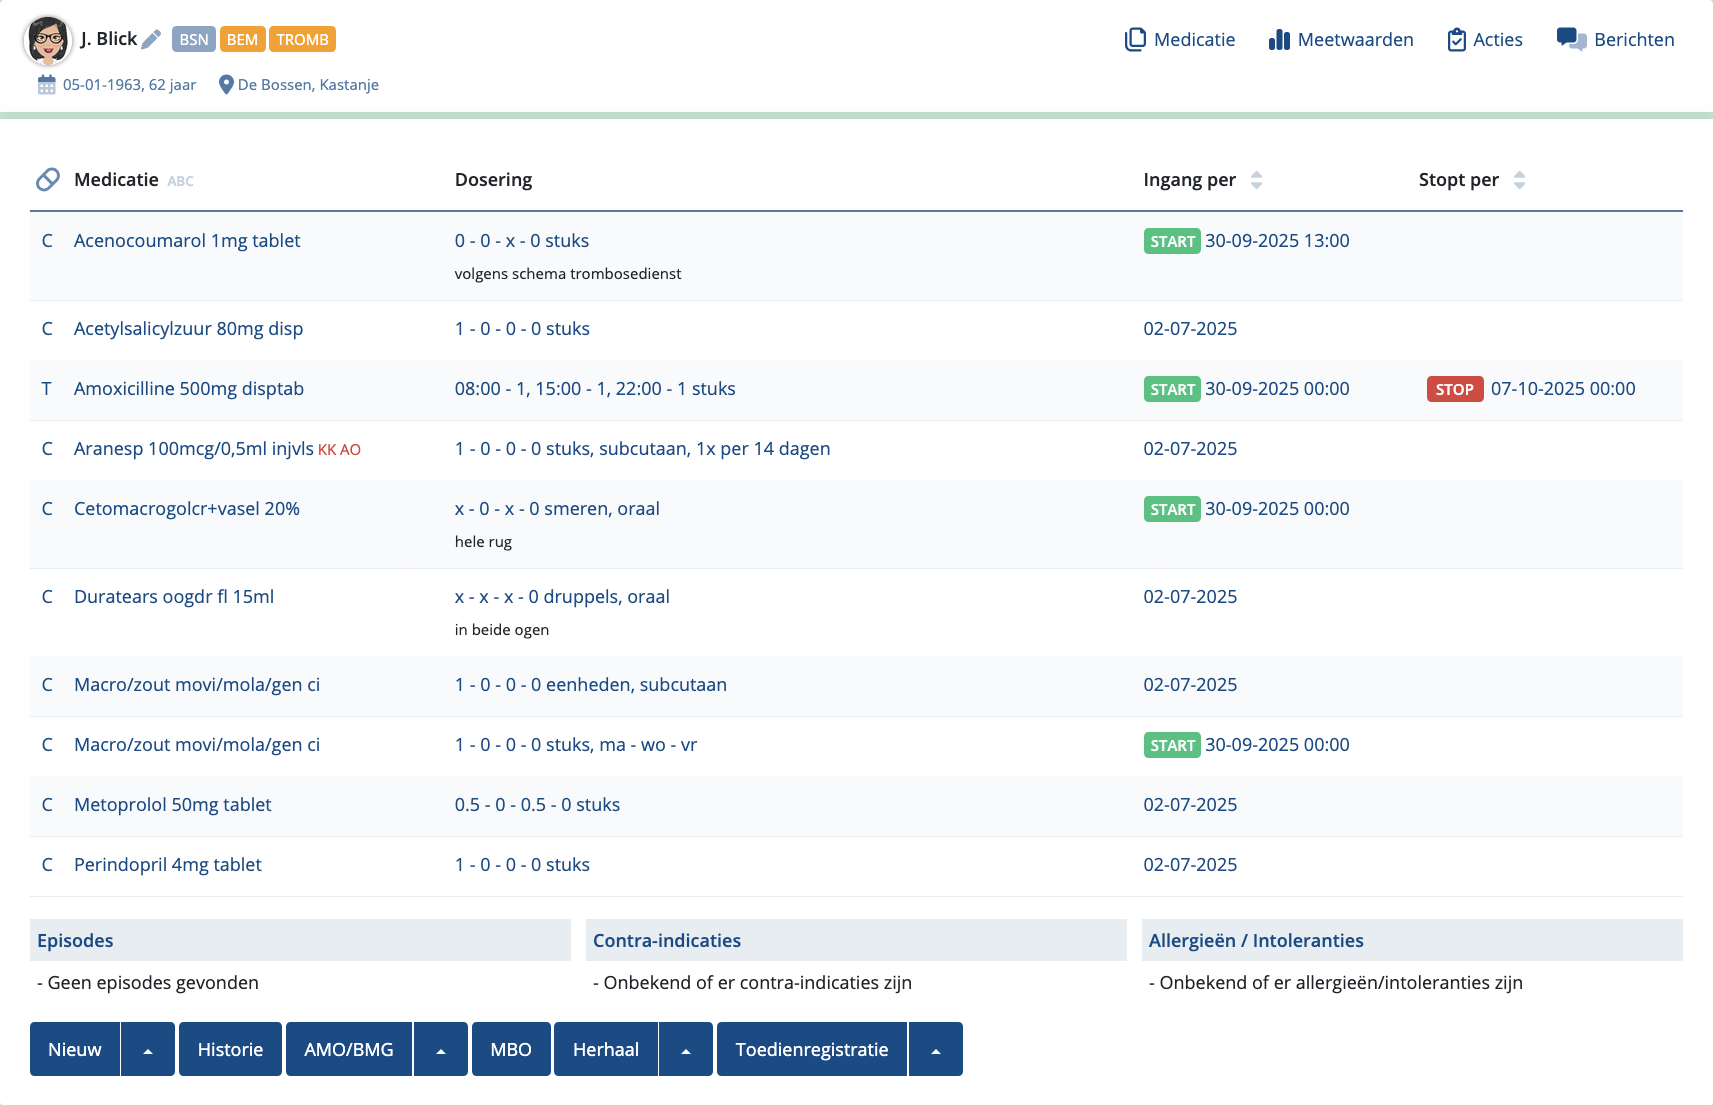 J. Blick BSN BEM TROMB Medicatie Meetwaarden Acties Berichten
05-01-1963, 62 jaar De Bossen, Kastanje
Medicatie ABC Dosering Ingang per Stopt per
C Acenocoumarol 1mg tablet 0 - 0 - x - 0 stuks START 30-09-2025 13:00
volgens schema trombosedienst
C Acetylsalicylzuur 80mg disp 1 - 0 - 0 - 0 stuks 02-07-2025
T Amoxicilline 500mg disptab 08:00 - 1, 15:00 - 1, 22:00 - 1 stuks START 30-09-2025 00:00 STOP 07-10-2025 00:00
C Aranesp 100mcg/0,5ml injvls KK AO 1 - 0 - 0 - 0 stuks, subcutaan, 1x per 14 dagen 02-07-2025
C Cetomacrogolcr+vasel 20% x - 0 - x - 0 smeren, oraal START 30-09-2025 00:00
hele rug
C Duratears oogdr fl 15ml x - x - x - 0 druppels, oraal 02-07-2025
in beide ogen
C Macro/zout movi/mola/gen ci 1 - 0 - 0 - 0 eenheden, subcutaan 02-07-2025
C Macro/zout movi/mola/gen ci 1 - 0 - 0 - 0 stuks, ma - wo - vr START 30-09-2025 00:00
C Metoprolol 50mg tablet 0.5 - 0 - 0.5 - 0 stuks 02-07-2025
C Perindopril 4mg tablet 1 - 0 - 0 - 0 stuks 02-07-2025
Episodes Contra-indicaties Allergieën / Intoleranties
- Geen episodes gevonden - Onbekend of er contra-indicaties zijn - Onbekend of er allergieën/intoleranties zijn
Nieuw Historie AMO/BMG MBO Herhaal Toedienregistratie